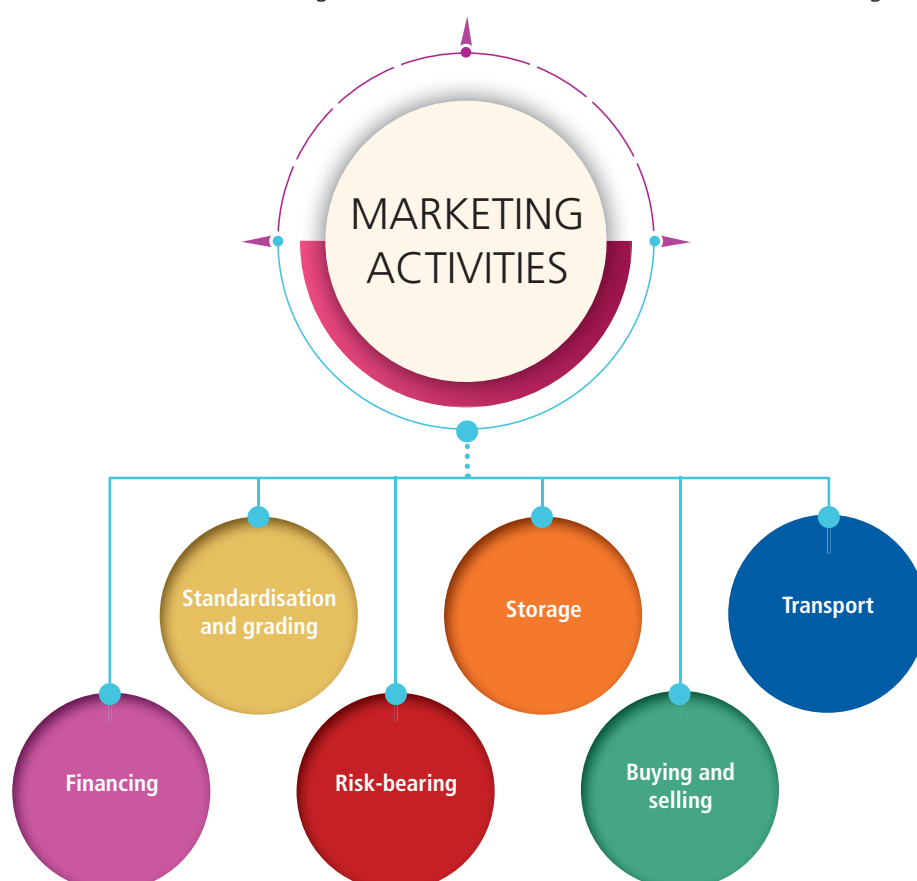 MARKETING
ACTIVITIES
Standardisation
and grading
Storage
Transport
Financing
Risk-bearing
Buying and
selling